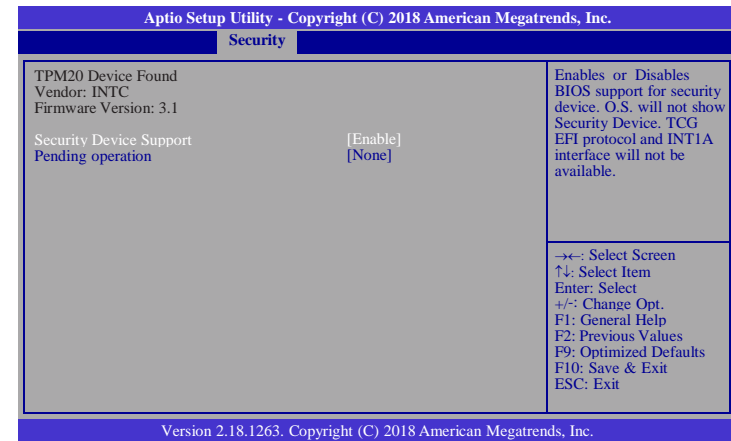 Aptio Setup Utility - Copyright (C) 2018 American Megatrends, Inc.
Security
TPM20 Device Found
Vendor: INTC
Firmware Version: 3.1
Security Device Support [Enable]
Pending operation [None]
Enables or Disables
BIOS support for security
device. O.S. will not show
Security Device. TCG
EFI protocol and INT1A
interface will not be
available.
→←: Select Screen
↑↓: Select Item
Enter: Select
+/-: Change Opt.
F1: General Help
F2: Previous Values
F9: Optimized Defaults
F10: Save & Exit
ESC: Exit
Version 2.18.1263. Copyright (C) 2018 American Megatrends, Inc.